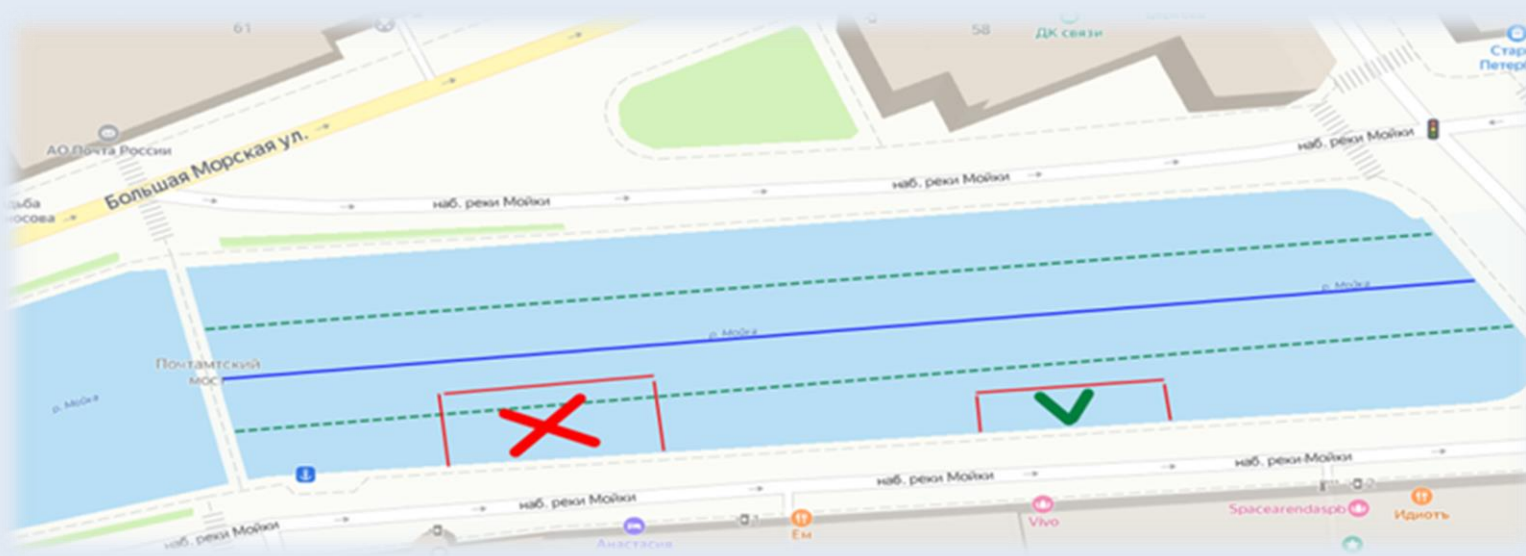 61
58
ДК связи
Стар
Петер
АО Почта России
Большая Морская ул.
наб. реки Мойки
наб. реки Мойки
наб. реки Мойки
дьба
носова
р. Мойка
р. Мойка
Почтамтский
мост
р. Мойка
наб. реки Мойки
наб. реки Мойки
наб. реки Мойки
наб. реки Мойки
Анастасия
Ем
Vivo
Spacearendaspb
Идиотъ